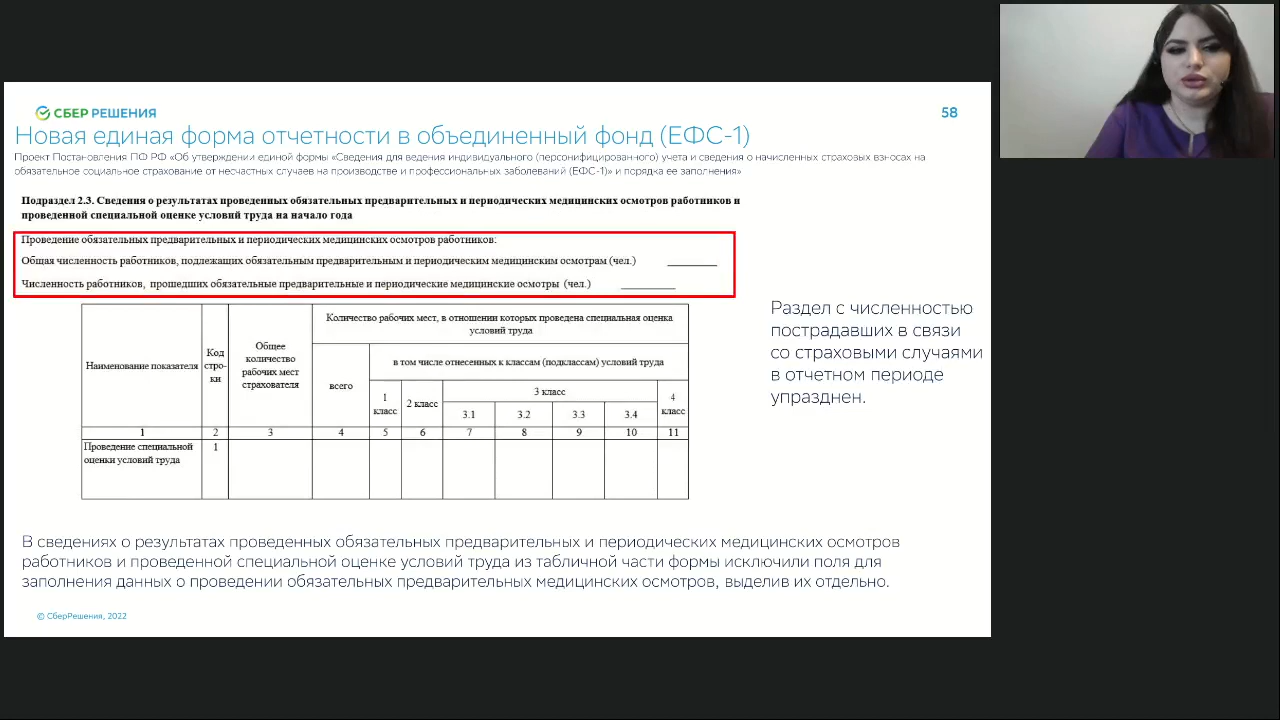 СБЕР РЕШЕНИЯ
58
Новая единая форма отчетности в объединенный фонд (ЕФС-1)
Проект Постановления ПФ РФ «Об утверждении единой формы «Сведения для ведения индивидуального (персонифицированного) учета и сведения о начисленных страховых взносах на
обязательное социальное страхование от несчастных случаев на производстве и профессиональных заболеваний (ЕФС-1)» и порядка ее заполнения»
Подраздел 2.3. Сведения о результатах проведенных обязательных предварительных и периодических медицинских осмотров работников и
проведенной специальной оценке условий труда на начало года
Проведение обязательных предварительных и периодических медицинских осмотров работников:
Общая численность работников, подлежащих обязательным предварительным и периодическим медицинским осмотрам (чел.) ________
Численность работников, прошедших обязательные предварительные и периодические медицинские осмотры (чел.) ________
Наименование показателя
Код
стро-
ки
Общее
количество
рабочих мест
страхователя
Количество рабочих мест, в отношении которых проведена специальная оценка
условий труда
всего
в том числе отнесенных к классам (подклассам) условий труда
1
класс
2 класс
3 класс
4
класс
3.1 3.2 3.3 3.4
1 2 3 4 5 6 7 8 9 10 11
Проведение специальной 1
оценки условий труда
Раздел с численностью
пострадавших в связи
со страховыми случаями
в отчетном периоде
упразднен.
В сведениях о результатах проведенных обязательных предварительных и периодических медицинских осмотров
работников и проведенной специальной оценке условий труда из табличной части формы исключили поля для
заполнения данных о проведении обязательных предварительных медицинских осмотров, выделив их отдельно.
© СберРешения, 2022